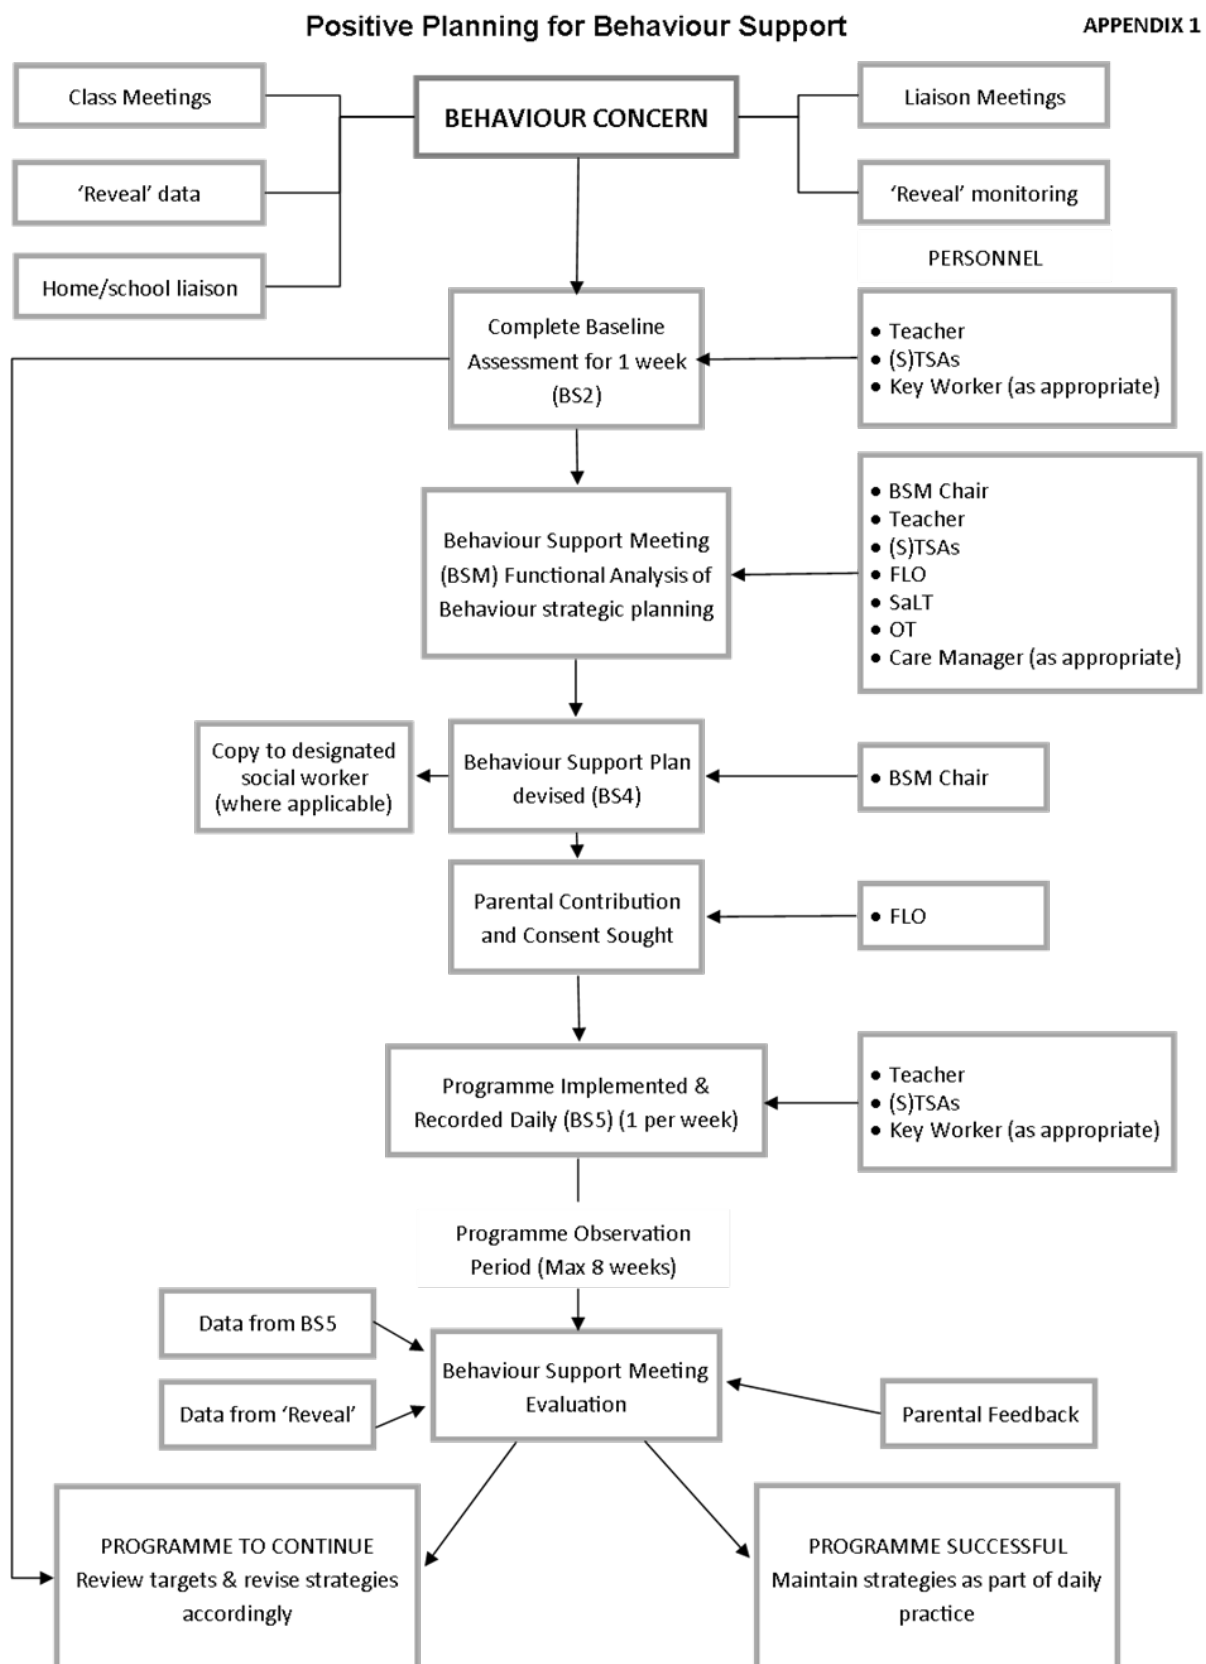 Positive Planning for Behaviour Support
APPENDIX 1
Class Meetings
BEHAVIOUR CONCERN
Liaison Meetings
‘Reveal’ data
‘Reveal’ monitoring
Home/school liaison
PERSONNEL
Complete Baseline
Assessment for 1 week
(BS2)
• Teacher
• (S)TSAs
• Key Worker (as appropriate)
Behaviour Support Meeting
(BSM) Functional Analysis of
Behaviour strategic planning
• BSM Chair
• Teacher
• (S)TSAs
• FLO
• SaLT
• OT
• Care Manager (as appropriate)
Copy to designated
social worker
(where applicable)
Behaviour Support Plan
devised (BS4)
• BSM Chair
Parental Contribution
and Consent Sought
• FLO
Programme Implemented &
Recorded Daily (BS5) (1 per week)
• Teacher
• (S)TSAs
• Key Worker (as appropriate)
Programme Observation
Period (Max 8 weeks)
Data from BS5
Data from ‘Reveal’
Behaviour Support Meeting
Evaluation
Parental Feedback
PROGRAMME TO CONTINUE
Review targets & revise strategies
accordingly
PROGRAMME SUCCESSFUL
Maintain strategies as part of daily
practice